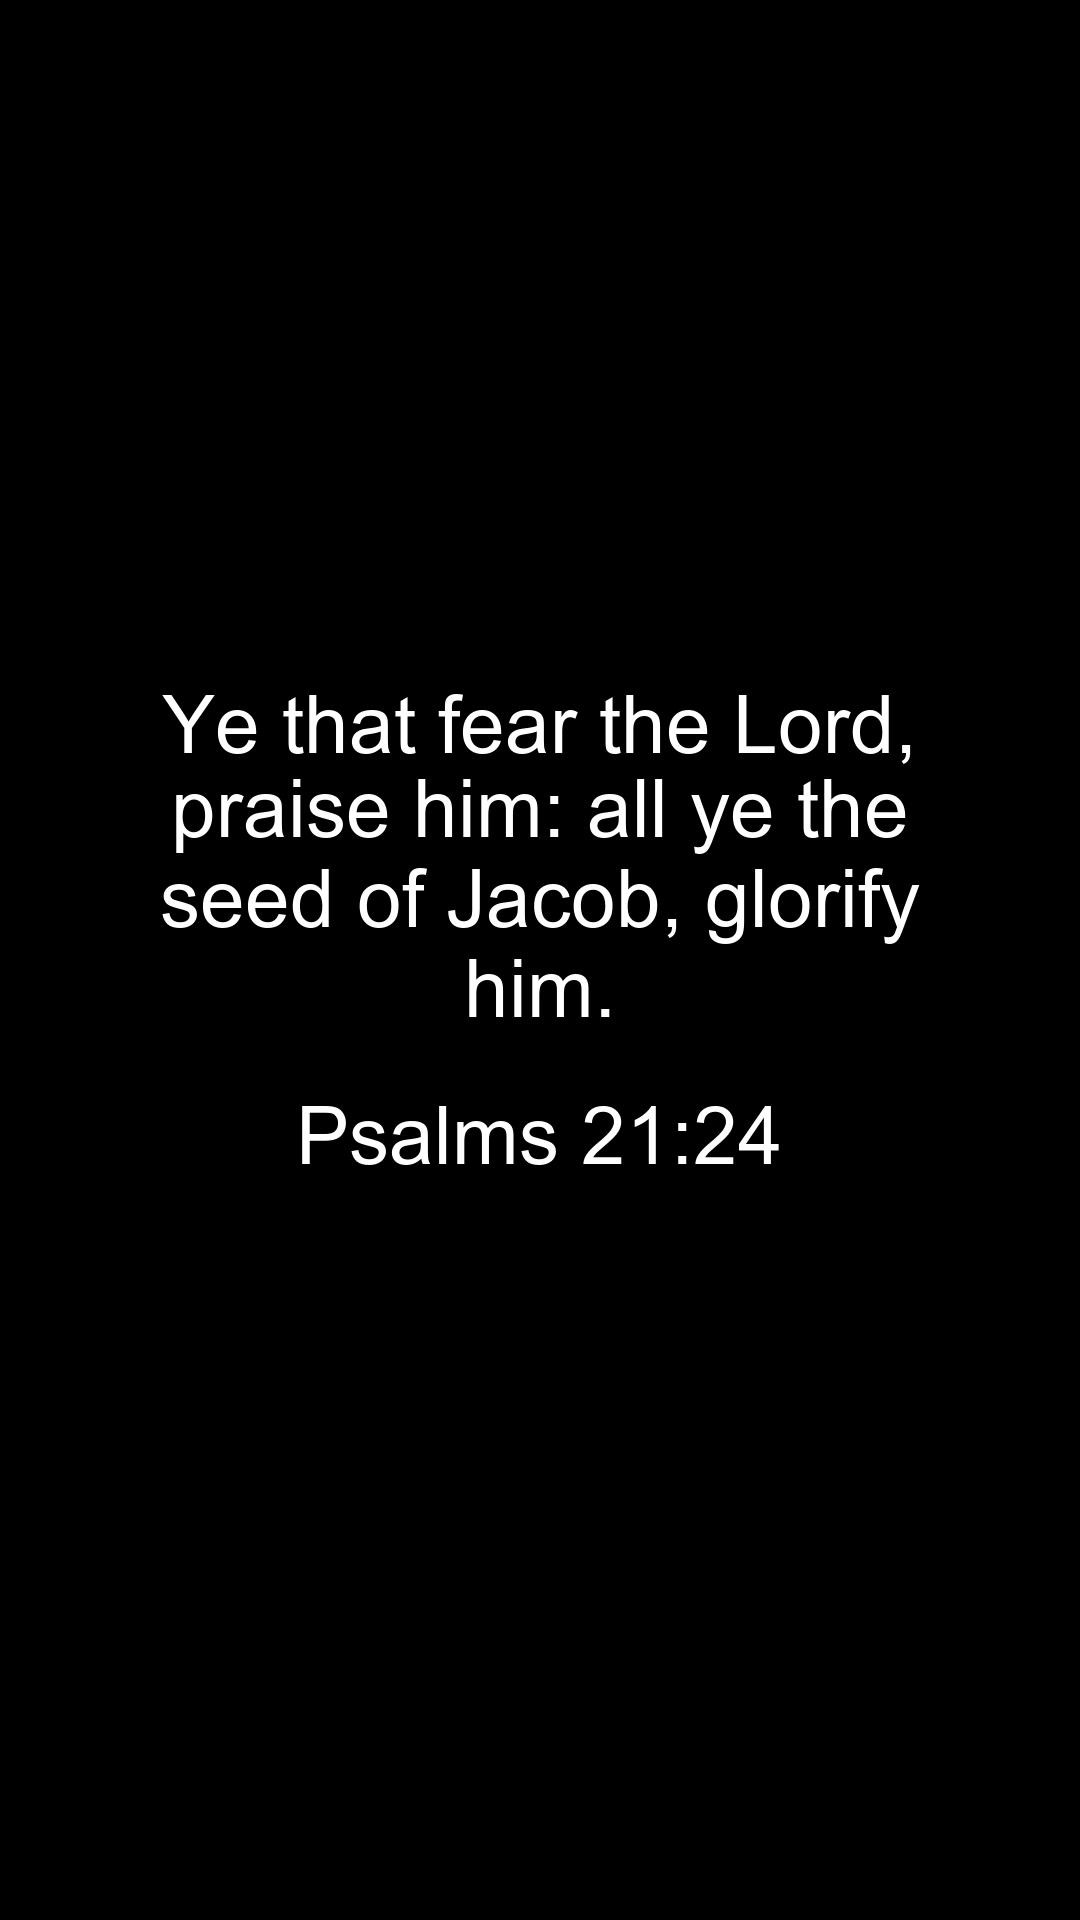 Ye that fear the Lord,
praise him: all ye the
seed of Jacob, glorify
him.
Psalms 21:24